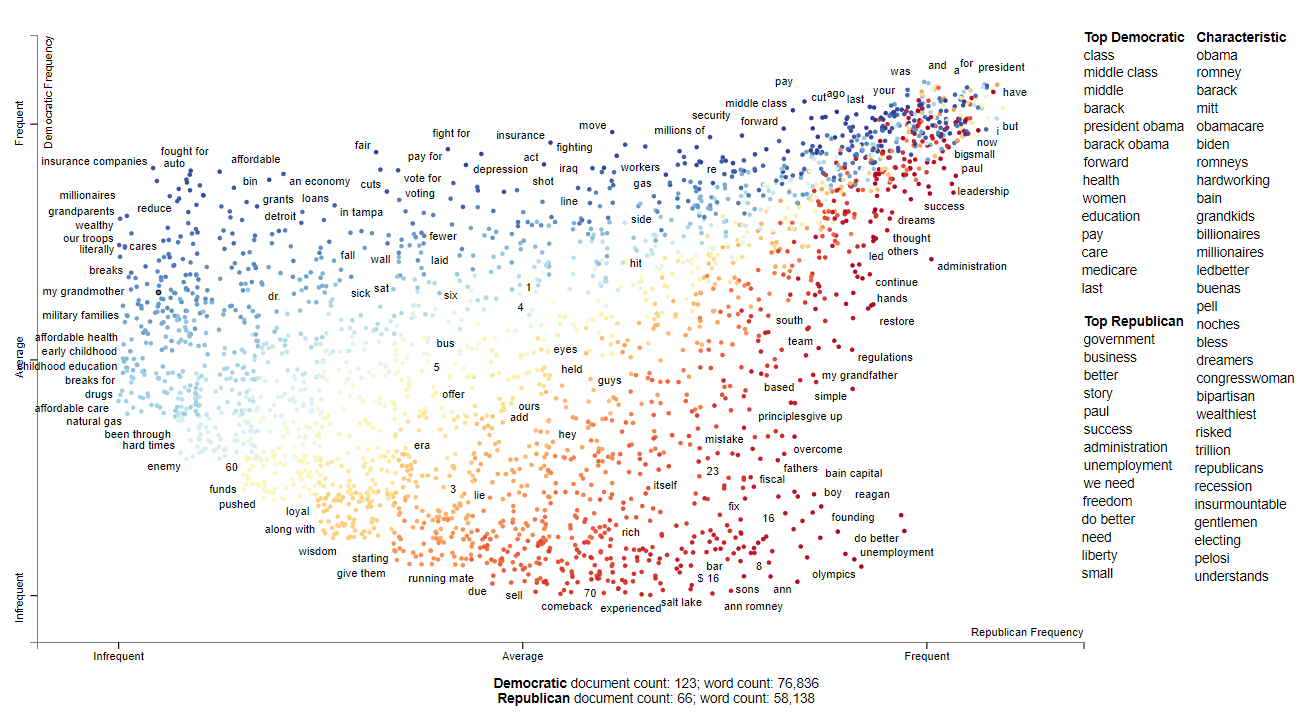 Democratic Frequency
Frequent
Average
Infrequent
president
for
and
a
was
have
pay
your
cut
ago
last
middle class
security
forward
millions of
i
but
now
move
fight for
insurance
fighting
bigsmall
fair
act
paul
fought for
auto
insurance companies
affordable
pay for
depression
iraq
workers
re
bin
an economy
cuts
vote for
shot
gas
leadership
voting
millionaires
grants
loans
line
success
reduce
grandparents
detroit
in tampa
side
dreams
wealthy
our troops
fewer
thought
literally
cares
fall
wall
laid
hit
led
others
breaks
administration
continue
my grandmother
dr.
sick
sat
six
1
hands
4
military families
south
restore
affordable health
bus
team
early childhood
eyes
regulations
childhood education
5
held
my grandfather
breaks for
guys
based
simple
drugs
offer
affordable care
ours
add
principles
give up
natural gas
been through
hey
mistake
hard times
era
overcome
enemy
60
23
fathers
bain capital
fiscal
funds
3
lie
itself
boy
reagan
pushed
fix
loyal
16
founding
along with
rich
do better
wisdom
unemployment
starting
bar
8
give them
running mate
$ 16
olympics
due
sell
70
sons
ann
comeback
experienced
salt lake
ann romney
Republican Frequency
Infrequent
Average
Frequent
Democratic document count: 123; word count: 76,836
Republican document count: 66; word count: 58,138
Top Democratic
class
middle class
middle
barack
president obama
barack obama
forward
health
women
education
pay
care
medicare
last
Top Republican
government
business
better
story
paul
success
administration
unemployment
we need
freedom
do better
need
liberty
small
Characteristic
obama
romney
barack
mitt
obamacare
biden
romneys
hardworking
bain
grandkids
billionaires
millionaires
ledbetter
buenas
pell
noches
bless
dreamers
congresswoman
bipartisan
wealthiest
risked
trillion
republicans
recession
insurmountable
gentlemen
electing
pelosi
understands